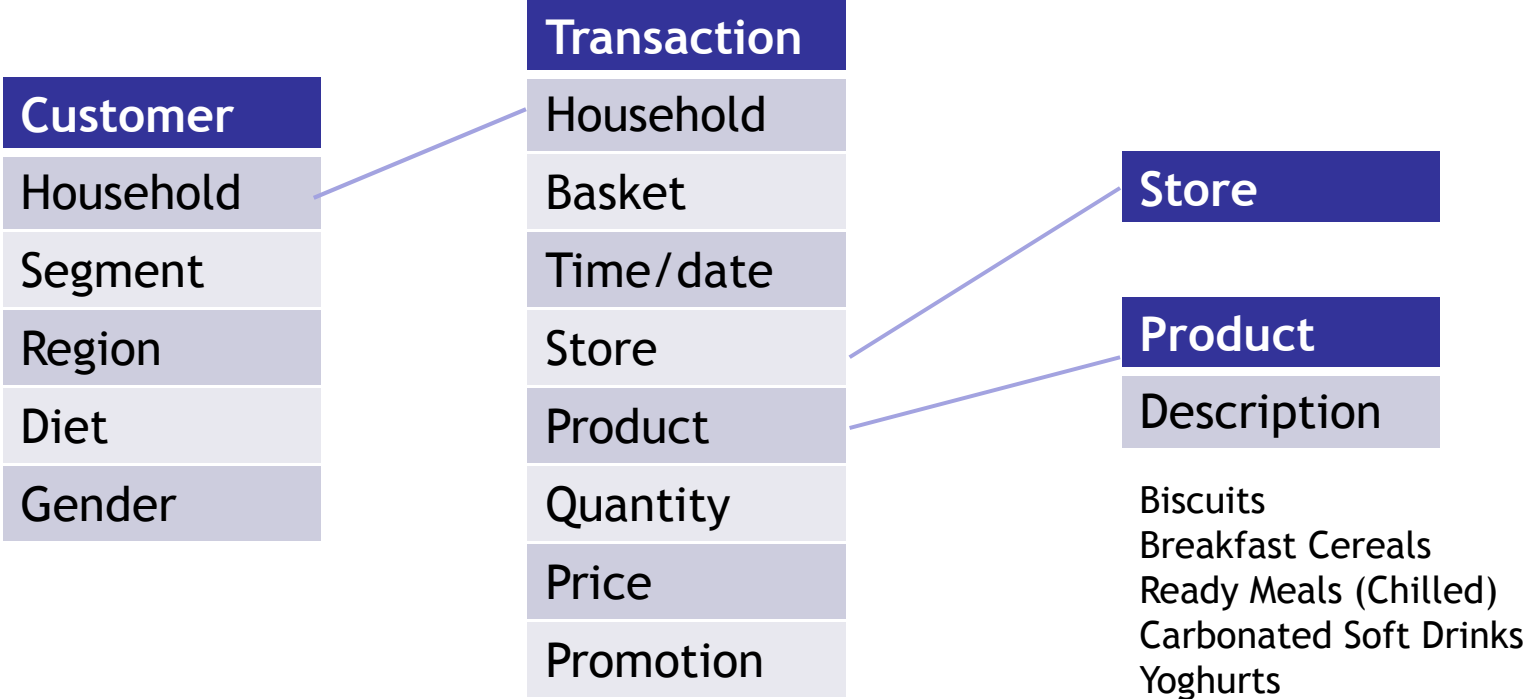 Customer
Household
Segment
Region
Diet
Gender
Transaction
Household
Basket
Time/date
Store
Product
Quantity
Price
Promotion
Store
Product
Description
Biscuits
Breakfast Cereals
Ready Meals (Chilled)
Carbonated Soft Drinks
Yoghurts